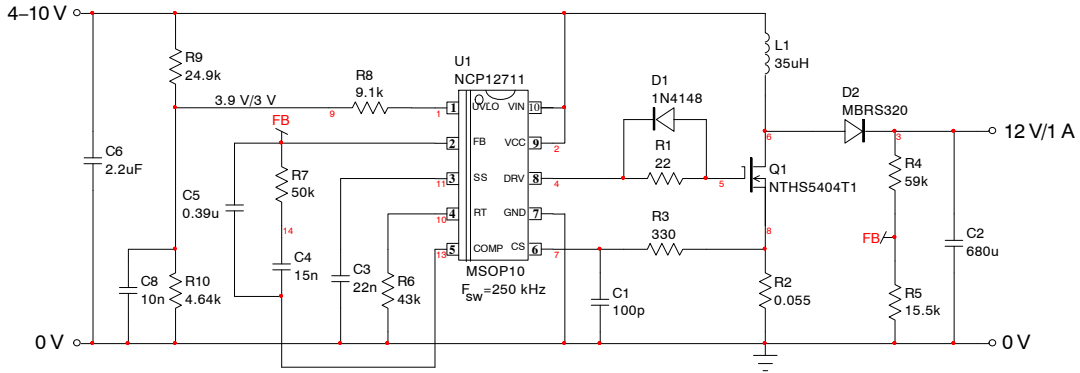 4–10 V
R9
24.9k
3.9 V/3 V
9
R8
9.1k
1
U1
NCP12711
1 UVLO VIN 10
2 FB VCC 9
3 SS DRV 8
4 RT GND 7
5 COMP CS 6
MSOP10
Fsw=250 kHz
2
11
4
10
13
7
FB
C6
2.2uF
C5
0.39u
R7
50k
14
C4
15n
C8
10n
R10
4.64k
C3
22n
R6
43k
D1
1N4148
R1
22
5
R3
330
C1
100p
L1
35uH
6
D2
MBRS320
3
Q1
NTHS5404T1
8
R2
0.055
R4
59k
FB
R5
15.5k
C2
680u
12 V/1 A
0 V
0 V